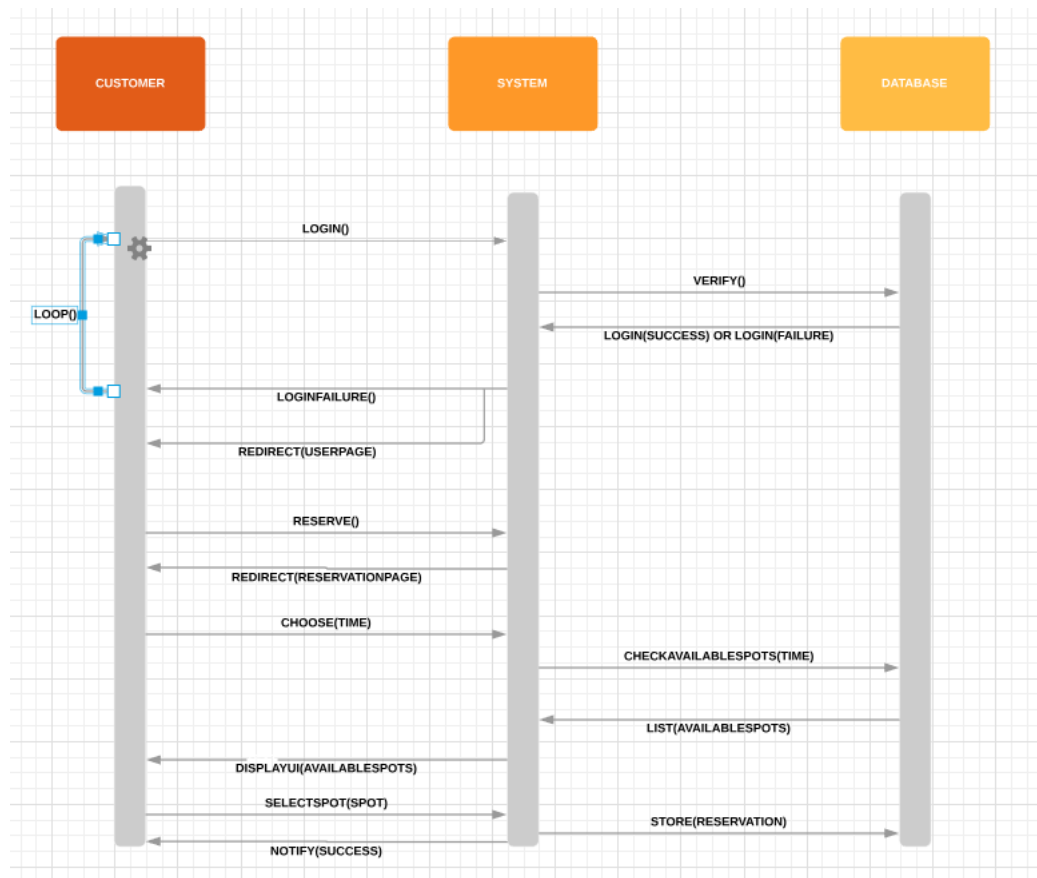 CUSTOMER
SYSTEM
DATABASE
LOGIN()
VERIFY()
LOOP()
LOGIN(SUCCESS) OR LOGIN(FAILURE)
LOGINFAILURE()
REDIRECT(USERPAGE)
RESERVE()
REDIRECT(RESERVATIONPAGE)
CHOOSE(TIME)
CHECKAVAILABLESPOTS(TIME)
LIST(AVAILABLESPOTS)
DISPLAYUI(AVAILABLESPOTS)
SELECTSPOT(SPOT)
STORE(RESERVATION)
NOTIFY(SUCCESS)